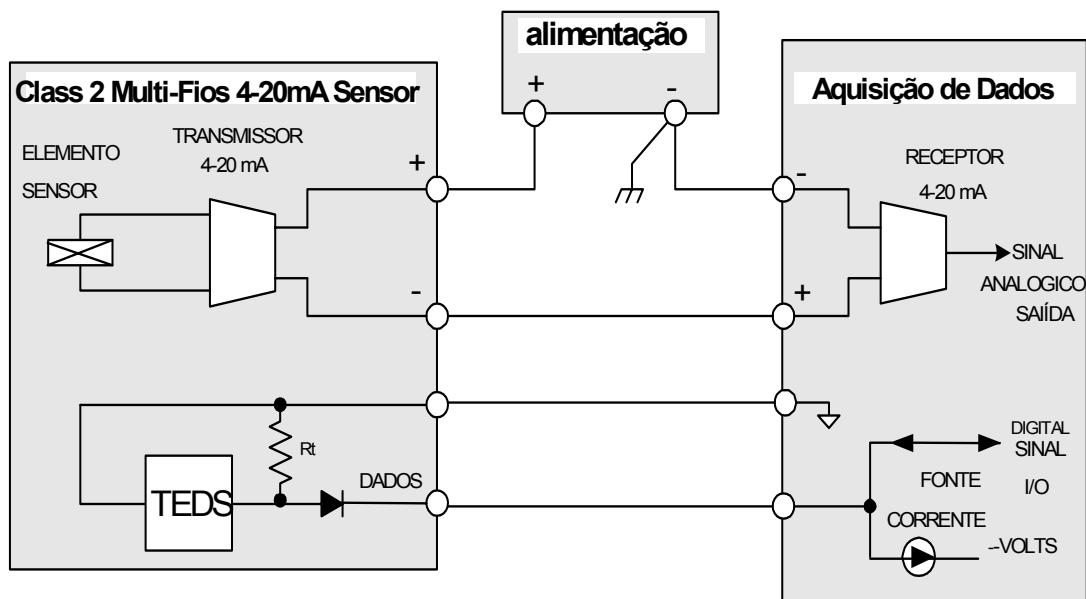 alimentação
+
-
Class 2 Multi-Fios 4-20mA Sensor
ELEMENTO
SENSOR
TRANSMISSOR
4-20 mA
+
-
Rt
TEDS
DADOS
Aquisição de Dados
RECEPTOR
4-20 mA
-
+
SINAL
ANALOGICO
SAIÍDA
DIGITAL
SINAL
I/O
FONTE
CORRENTE
--VOLTS